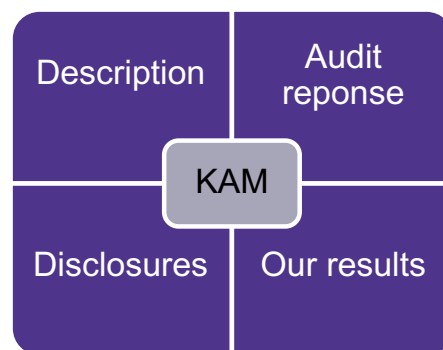 Description
Audit
reponse
KAM
Disclosures
Our results